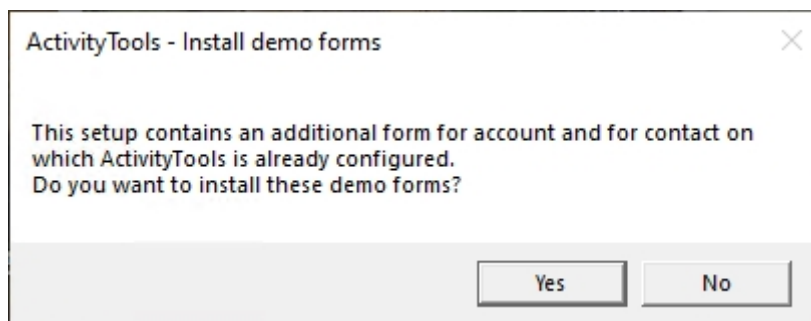 ActivityTools - Install demo forms
This setup contains an additional form for account and for contact on
which ActivityTools is already configured.
Do you want to install these demo forms?
Yes
No